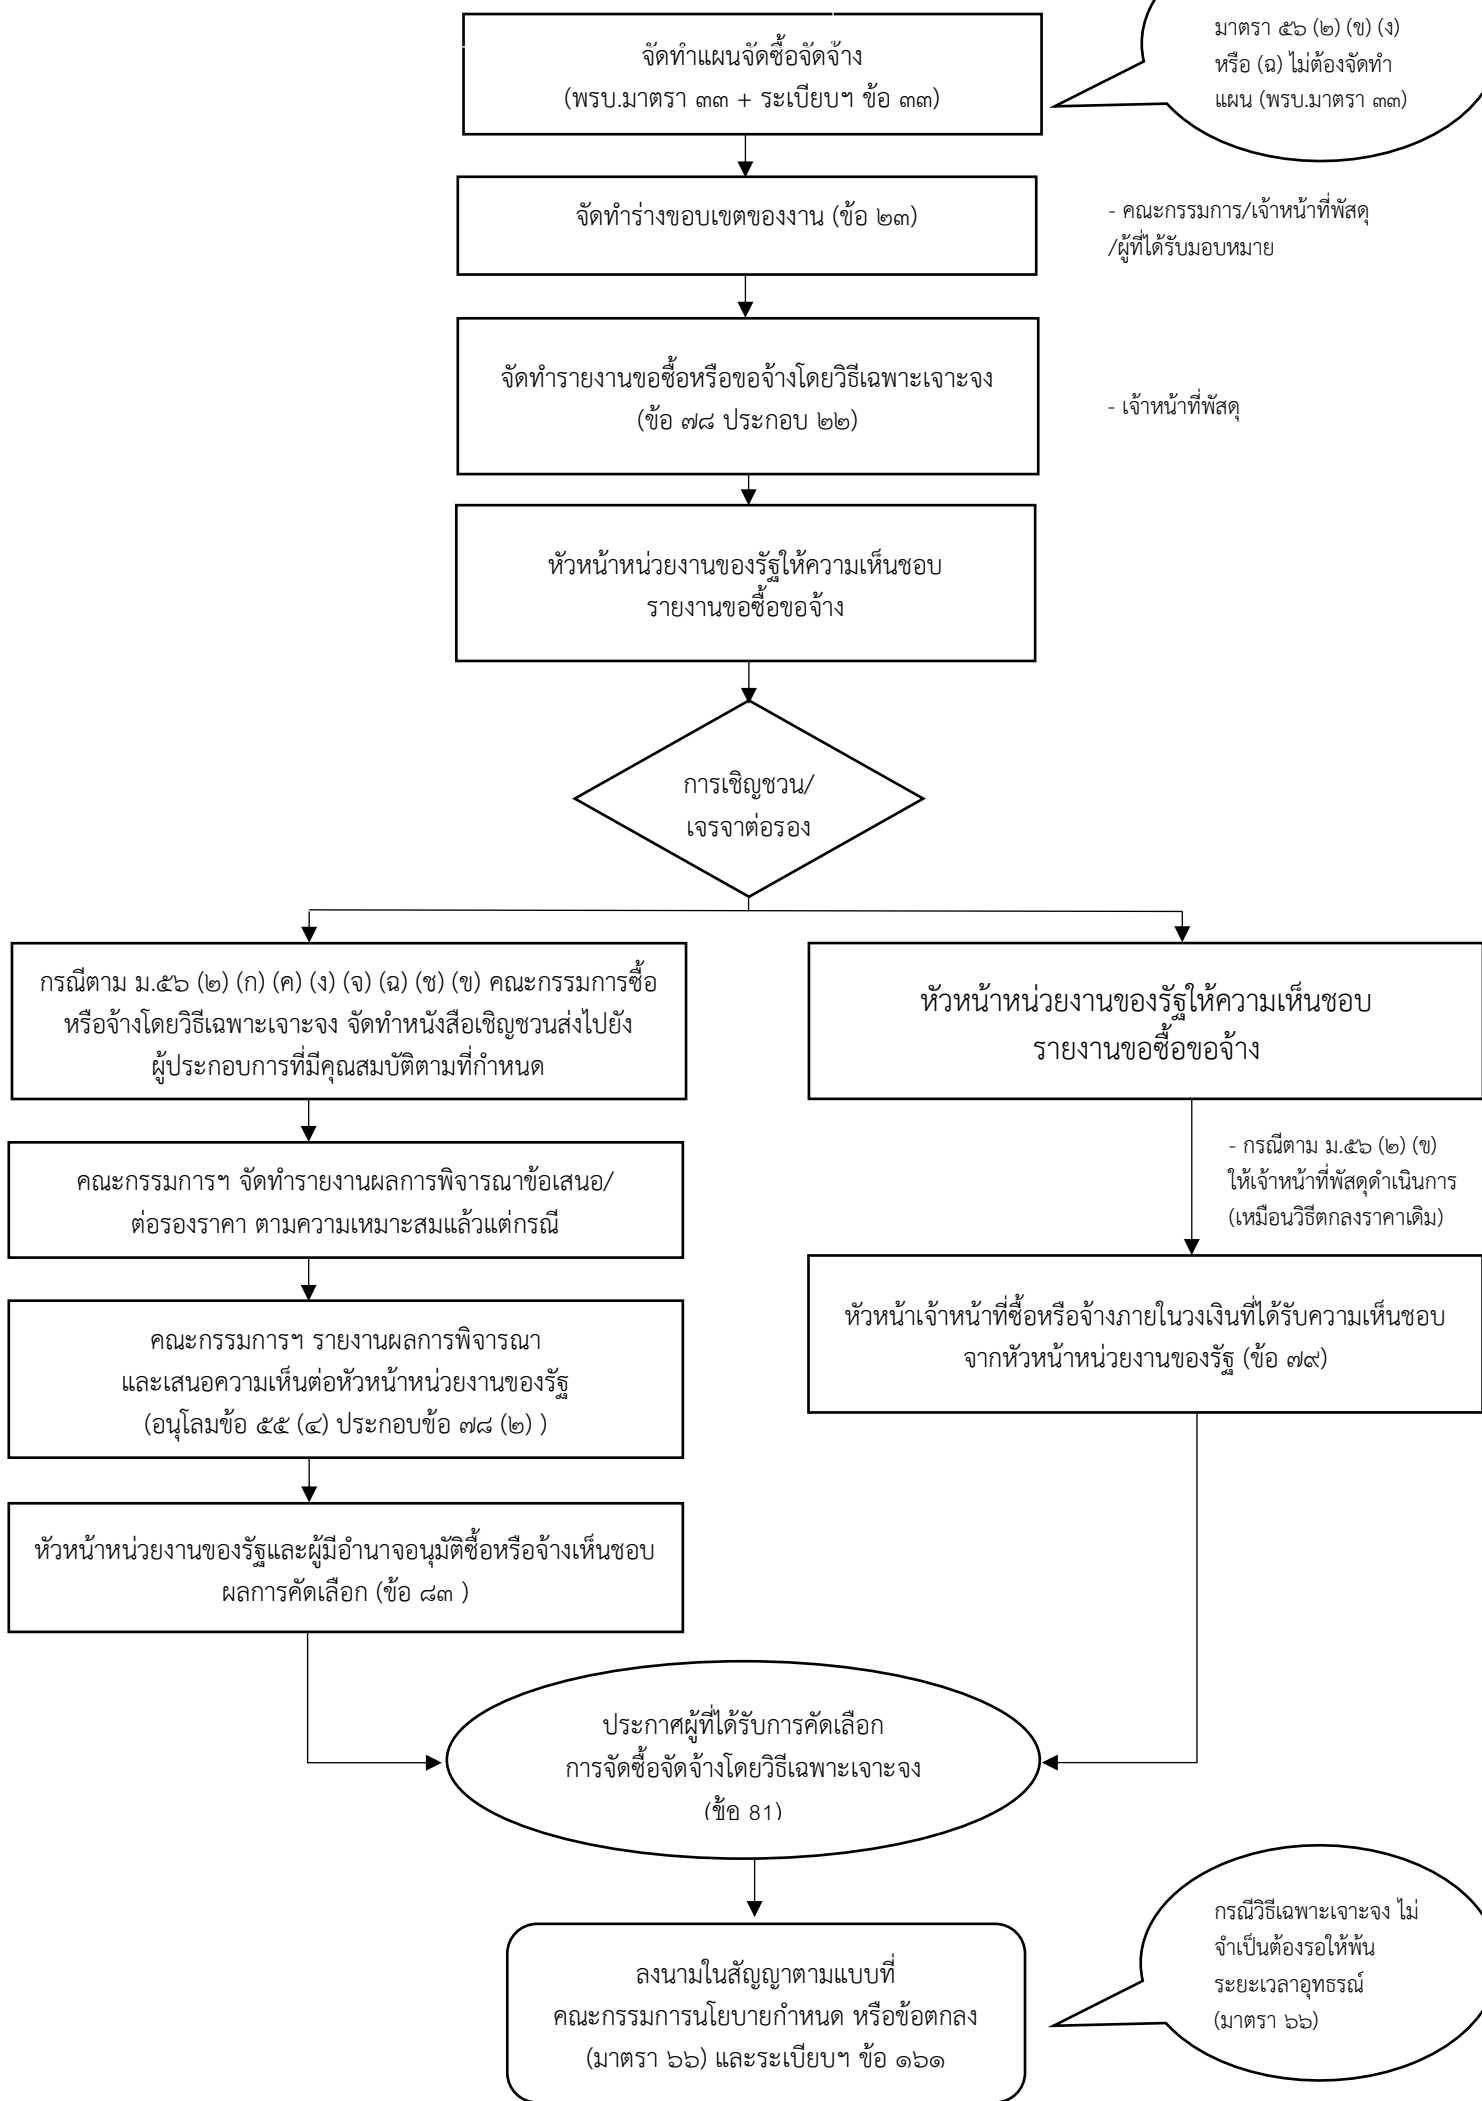 มาตรา ๕๖ (๒) (ข) (ง)
หรือ (ฉ) ไม่ต้องจัดทำ
แผน (พรบ.มาตรา ๓๓)
จัดทำแผนจัดซื้อจัดจ้าง
(พรบ.มาตรา ๓๓ + ระเบียบฯ ข้อ ๓๓)
จัดทำร่างขอบเขตของงาน (ข้อ ๒๓)
- คณะกรรมการ/เจ้าหน้าที่พัสดุ
/ผู้ที่ได้รับมอบหมาย
จัดทำรายงานขอซื้อหรือขอจ้างโดยวิธีเฉพาะเจาะจง
(ข้อ ๗๘ ประกอบ ๒๒)
- เจ้าหน้าที่พัสดุ
หัวหน้าหน่วยงานของรัฐให้ความเห็นชอบ
รายงานขอซื้อขอจ้าง
การเชิญชวน/
เจรจาต่อรอง
กรณีตาม ม.๕๖ (๒) (ก) (ค) (ง) (จ) (ฉ) (ช) (ข) คณะกรรมการซื้อ
หรือจ้างโดยวิธีเฉพาะเจาะจง จัดทำหนังสือเชิญชวนส่งไปยัง
ผู้ประกอบการที่มีคุณสมบัติตามที่กำหนด
คณะกรรมการฯ จัดทำรายงานผลการพิจารณาข้อเสนอ/
ต่อรองราคา ตามความเหมาะสมแล้วแต่กรณี
คณะกรรมการฯ รายงานผลการพิจารณา
และเสนอความเห็นต่อหัวหน้าหน่วยงานของรัฐ
(อนุโลมข้อ ๕๕ (๔) ประกอบข้อ ๗๘ (๒) )
หัวหน้าหน่วยงานของรัฐและผู้มีอำนาจอนุมัติซื้อหรือจ้างเห็นชอบ
ผลการคัดเลือก (ข้อ ๘๓ )
หัวหน้าหน่วยงานของรัฐให้ความเห็นชอบ
รายงานขอซื้อขอจ้าง
- กรณีตาม ม.๕๖ (๒) (ข)
ให้เจ้าหน้าที่พัสดุดำเนินการ
(เหมือนวิธีตกลงราคาเดิม)
หัวหน้าเจ้าหน้าที่ซื้อหรือจ้างภายในวงเงินที่ได้รับความเห็นชอบ
จากหัวหน้าหน่วยงานของรัฐ (ข้อ ๗๙)
ประกาศผู้ที่ได้รับการคัดเลือก
การจัดซื้อจัดจ้างโดยวิธีเฉพาะเจาะจง
(ข้อ 81)
ลงนามในสัญญาตามแบบที่
คณะกรรมการนโยบายกำหนด หรือข้อตกลง
(มาตรา ๖๖) และระเบียบฯ ข้อ ๑๖๑
กรณีวิธีเฉพาะเจาะจง ไม่
จำเป็นต้องรอให้พ้น
ระยะเวลาอุทธรณ์
(มาตรา ๖๖)